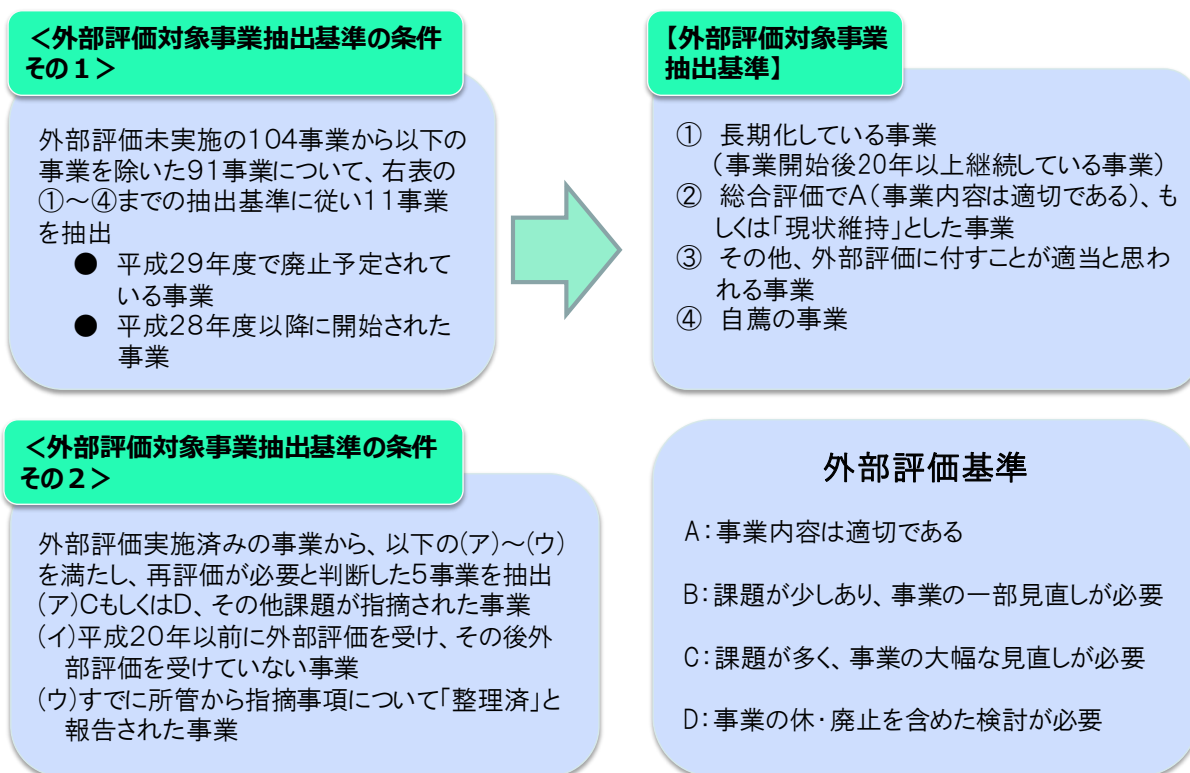 ＜外部評価対象事業抽出基準の条件
その１＞
外部評価未実施の１０４事業から以下の
事業を除いた９１事業について、右表の
①～④までの抽出基準に従い１１事業
を抽出
● 平成２９年度で廃止予定されて
いる事業
● 平成２８年度以降に開始された
事業
【外部評価対象事業
抽出基準】
① 長期化している事業
（事業開始後２０年以上継続している事業）
② 総合評価でＡ（事業内容は適切である）、も
しくは「現状維持」とした事業
③ その他、外部評価に付すことが適当と思わ
れる事業
④ 自薦の事業
＜外部評価対象事業抽出基準の条件
その２＞
外部評価実施済みの事業から、以下の（ア）～（ウ）
を満たし、再評価が必要と判断した５事業を抽出
（ア）ＣもしくはＤ、その他課題が指摘された事業
（イ）平成２０年以前に外部評価を受け、その後外
部評価を受けていない事業
（ウ）すでに所管から指摘事項について「整理済」と
報告された事業
外部評価基準
Ａ：事業内容は適切である
Ｂ：課題が少しあり、事業の一部見直しが必要
Ｃ：課題が多く、事業の大幅な見直しが必要
Ｄ：事業の休・廃止を含めた検討が必要